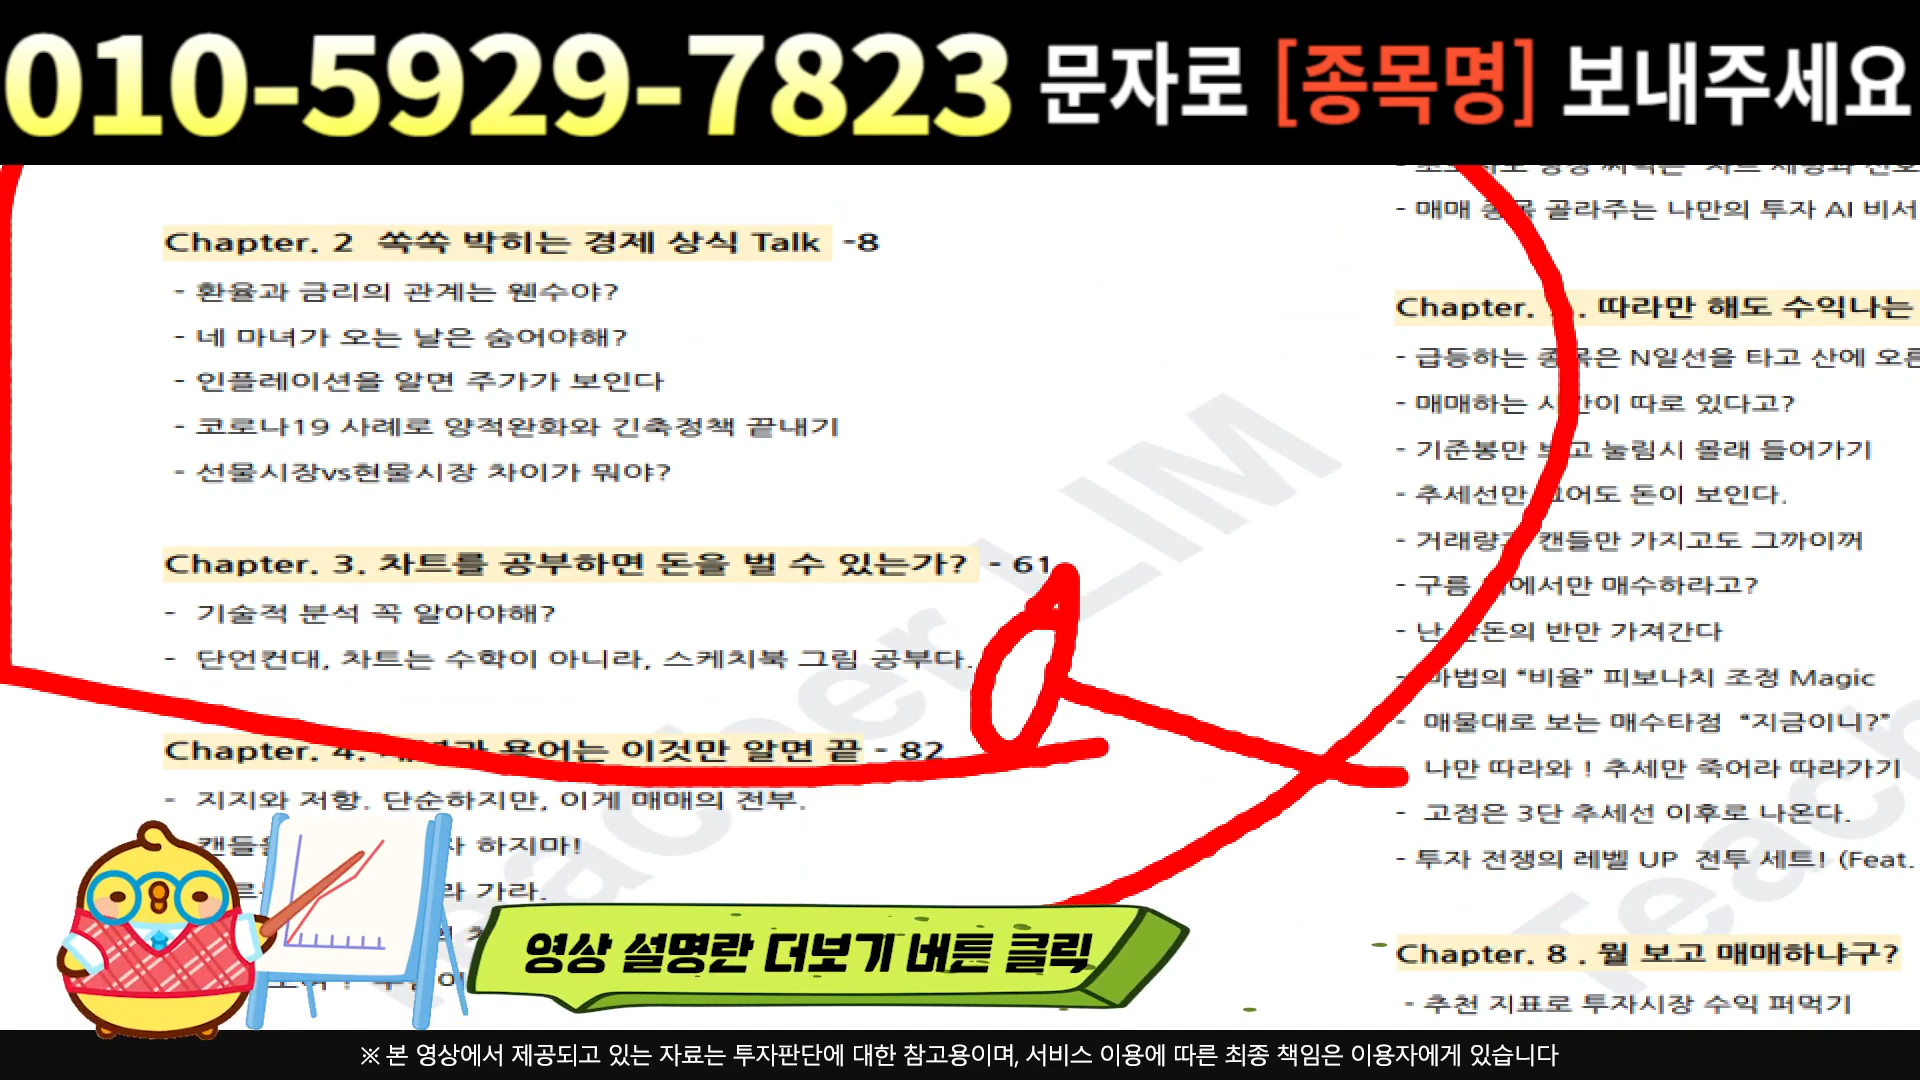 010-5929-7823 문자로 [종목명] 보내주세요
Chapter. 2 쏙쏙 박히는 경제 상식 Talk -8
- 환율과 금리의 관계는 웬수야?
- 네 마녀가 오는 날은 숨어야해?
- 인플레이션을 알면 주가가 보인다
- 코로나19 사례로 양적완화와 긴축정책 끝내기
- 선물시장vs현물시장 차이가 뭐야?
Chapter. 3. 차트를 공부하면 돈을 벌 수 있는가? - 61
- 기술적 분석 꼭 알아야해?
- 단언컨대, 차트는 수학이 아니라, 스케치북 그림 공부다.
Chapter. 4. 용어는 이것만 알면 끝 - 82
- 지지와 저항. 단순하지만, 이게 매매의 전부.
하지마!
라 가라.
- 매매 종목 골라주는 나만의 투자 AI 비서
Chapter. . 따라만 해도 수익나는
- 급등하는 종목은 N일선을 타고 산에 오른
- 매매하는 시간이 따로 있다고?
- 기준봉만 보고 눌림시 몰래 들어가기
- 추세선만 그어도 돈이 보인다.
- 거래량과 캔들만 가지고도 그까이꺼
- 구름 에서만 매수하라고?
- 난 반돈의 반만 가져간다
- 마법의 “비율” 피보나치 조정 Magic
- 매물대로 보는 매수타점 “지금이니?”
나만 따라와 ! 추세만 죽어라 따라가기
- 고점은 3단 추세선 이후로 나온다.
- 투자 전쟁의 레벨 UP 전투 세트! (Feat.
Chapter. 8 . 뭘 보고 매매하냐구?
- 추천 지표로 투자시장 수익 퍼먹기
Teacher LIM
Teach
영상 설명란 더보기 버튼 클릭
※ 본 영상에서 제공되고 있는 자료는 투자판단에 대한 참고용이며, 서비스 이용에 따른 최종 책임은 이용자에게 있습니다